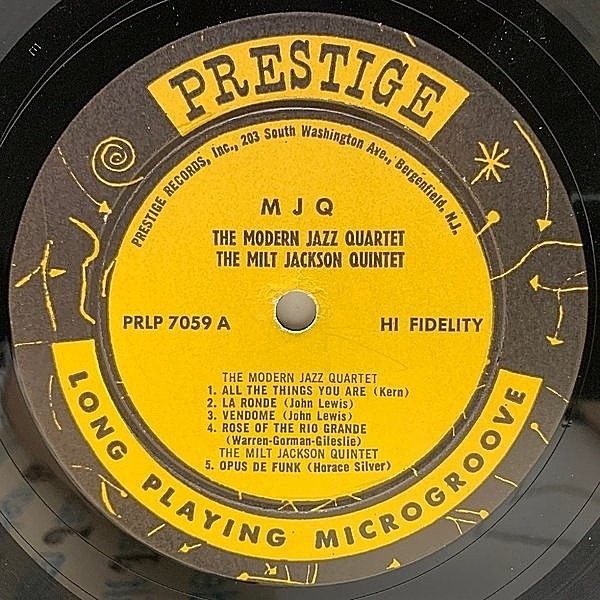 PRESTIGE
PRESTIGE RECORDS, Inc., 203 South Washington Ave., Bergenfield, N.J.
MJQ
THE MODERN JAZZ QUARTET
THE MILT JACKSON QUINTET
PRLP 7059 A
HI FIDELITY
THE MODERN JAZZ QUARTET
1. ALL THE THINGS YOU ARE (Kern)
2. LA RONDE (John Lewis)
3. VENDOME (John Lewis)
4. ROSE OF THE RIO GRANDE
(Warren-Gorman-Gileslie)
THE MILT JACKSON QUINTET
5. OPUS DE FUNK (Horace Silver)
LONG PLAYING MICROGROOVE